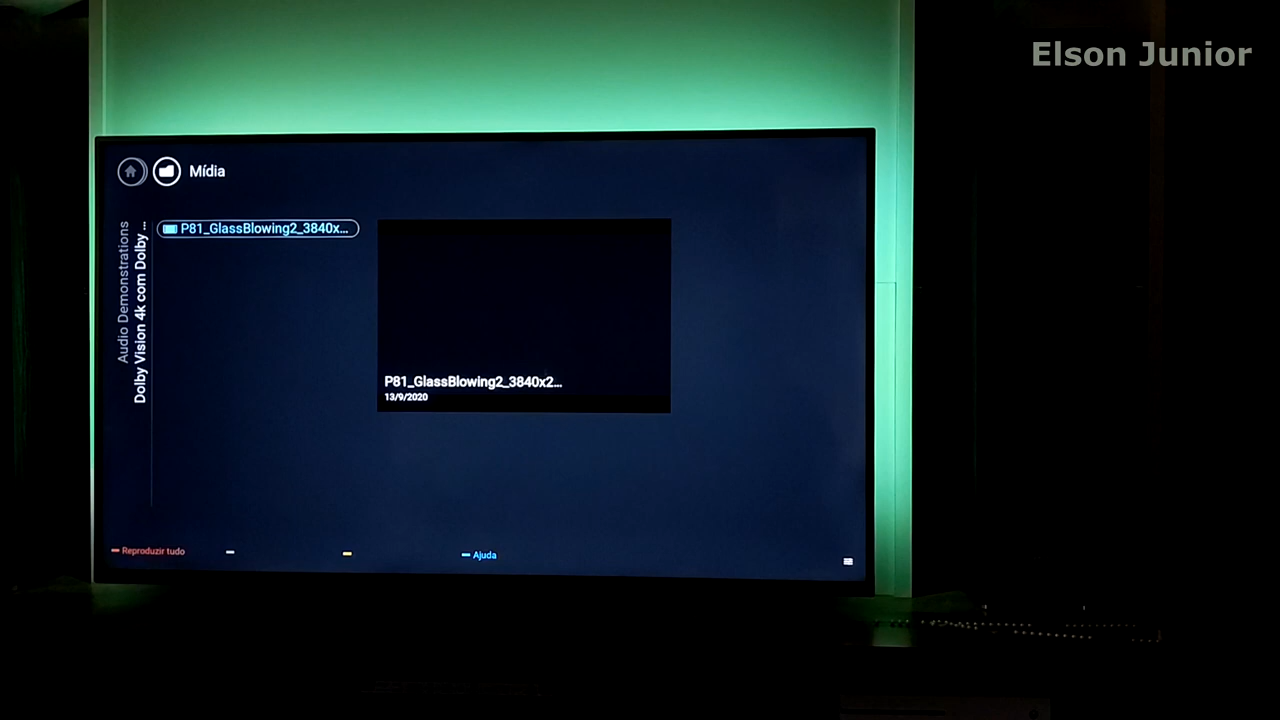 Elson Junior
Mídia
Audio Demonstrations
Dolby Vision 4k com Dolby ...
P81_GlassBlowing2_3840x...
P81_GlassBlowing2_3840x2...
13/9/2020
Reproduzir tudo
Ajuda